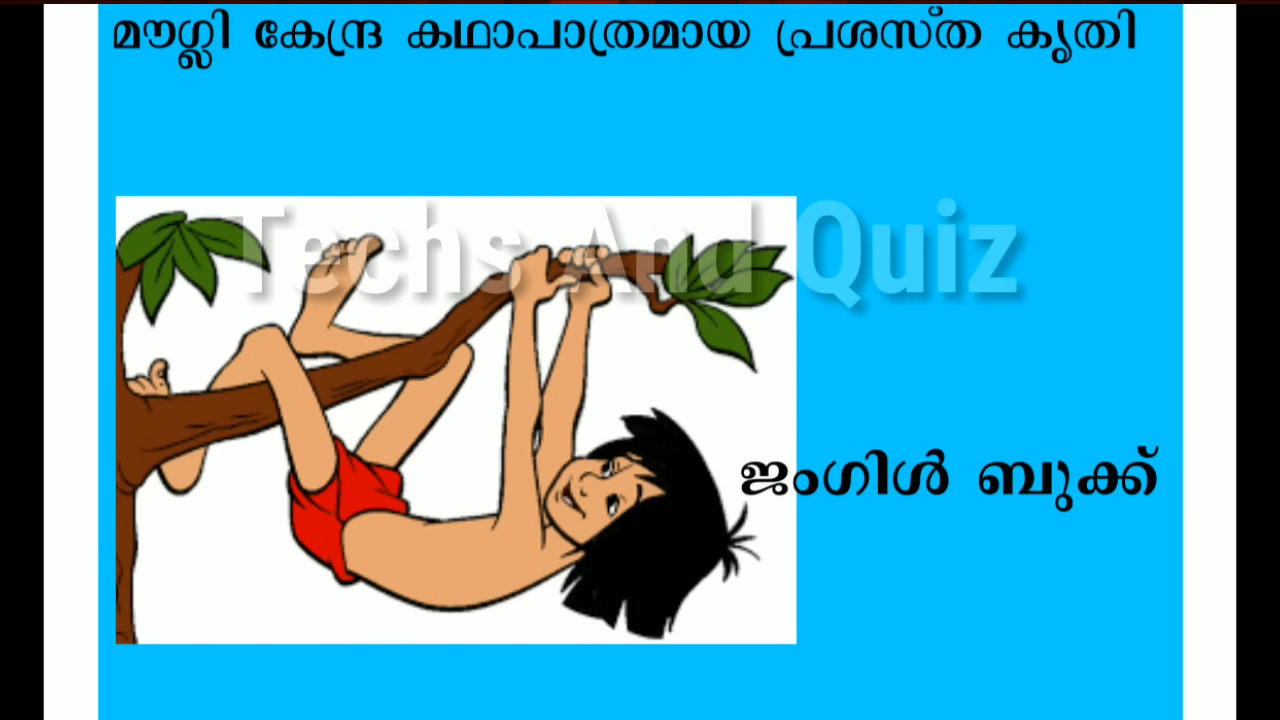 മൗഗ്ലി കേന്ദ്ര കഥാപാത്രമായ പ്രശസ്ത കൃതി
Techs And Quiz
ജംഗിൾ ബുക്ക്